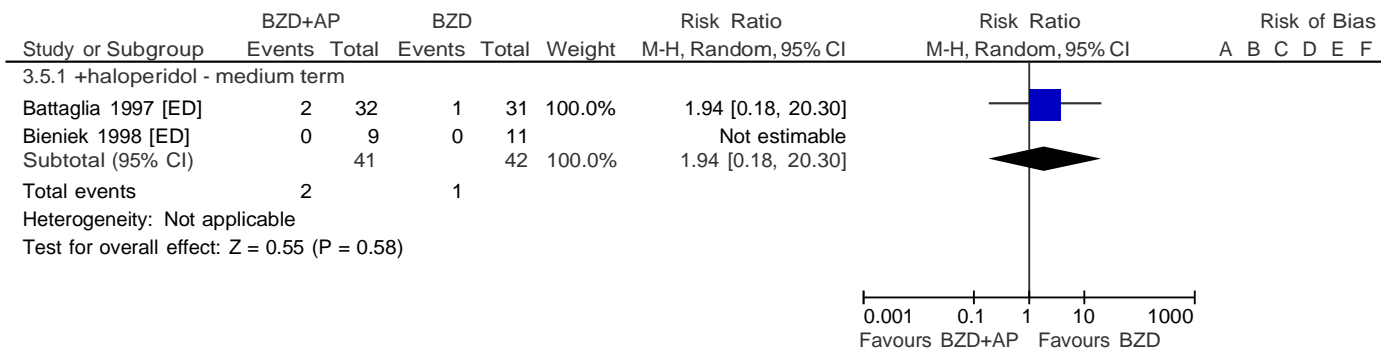 BZD+AP BZD Risk Ratio Risk Ratio Risk of Bias
Study or Subgroup Events Total Events Total Weight M-H, Random, 95% CI M-H, Random, 95% CI A B C D E F
3.5.1 +haloperidol - medium term
Battaglia 1997 [ED] 2 32 1 31 100.0% 1.94 [0.18, 20.30]
Bieniek 1998 [ED] 0 9 0 11 Not estimable
Subtotal (95% CI) 41 42 100.0% 1.94 [0.18, 20.30]
Total events 2 1
Heterogeneity: Not applicable
Test for overall effect: Z = 0.55 (P = 0.58)
0.001 0.1 1 10 1000
Favours BZD+AP Favours BZD